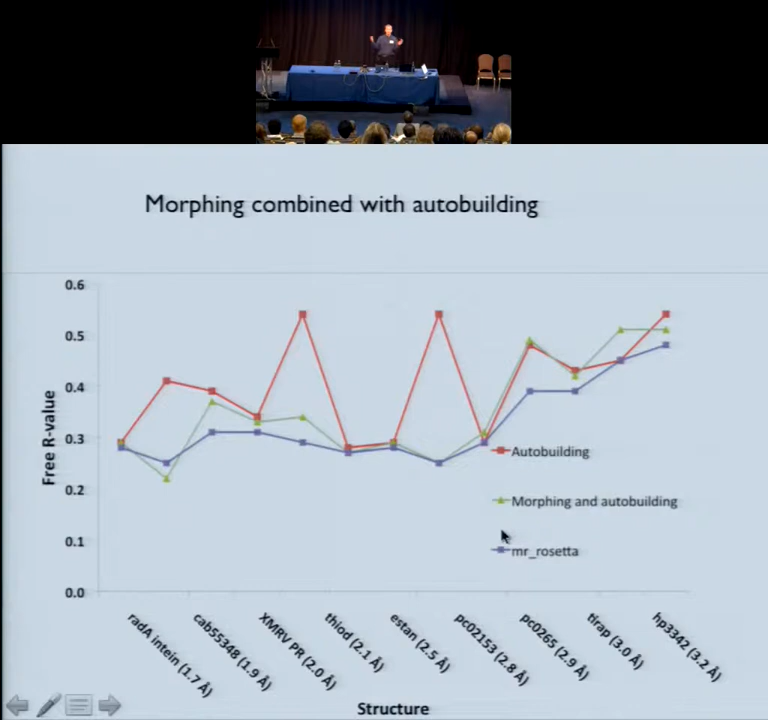 Morphing combined with autobuilding
0.6
0.5
0.4
0.3
0.2
0.1
0.0
Free R-value
Autobuilding
Morphing and autobuilding
mr_rosetta
radA intein (1.7 Å)
cab55348 (1.9 Å)
XMRV PR (2.0 Å)
thiod (2.1 Å)
estan (2.5 Å)
pc02153 (2.8 Å)
pc0265 (2.9 Å)
tirap (3.0 Å)
hp3342 (3.2 Å)
Structure